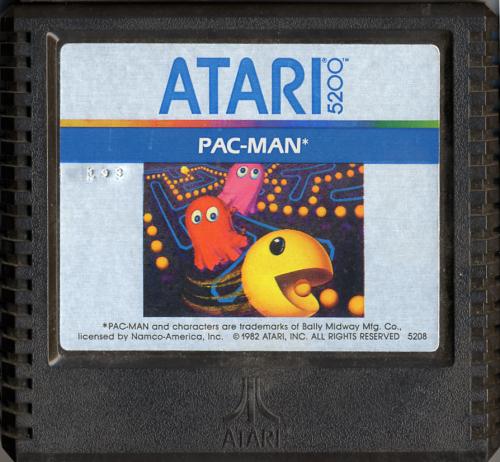 ATARI® 5200™
PAC-MAN*
393
*PAC-MAN and characters are trademarks of Bally Midway Mfg. Co.,
licensed by Namco-America, Inc. © 1982 ATARI, INC. ALL RIGHTS RESERVED 5208
ATARI